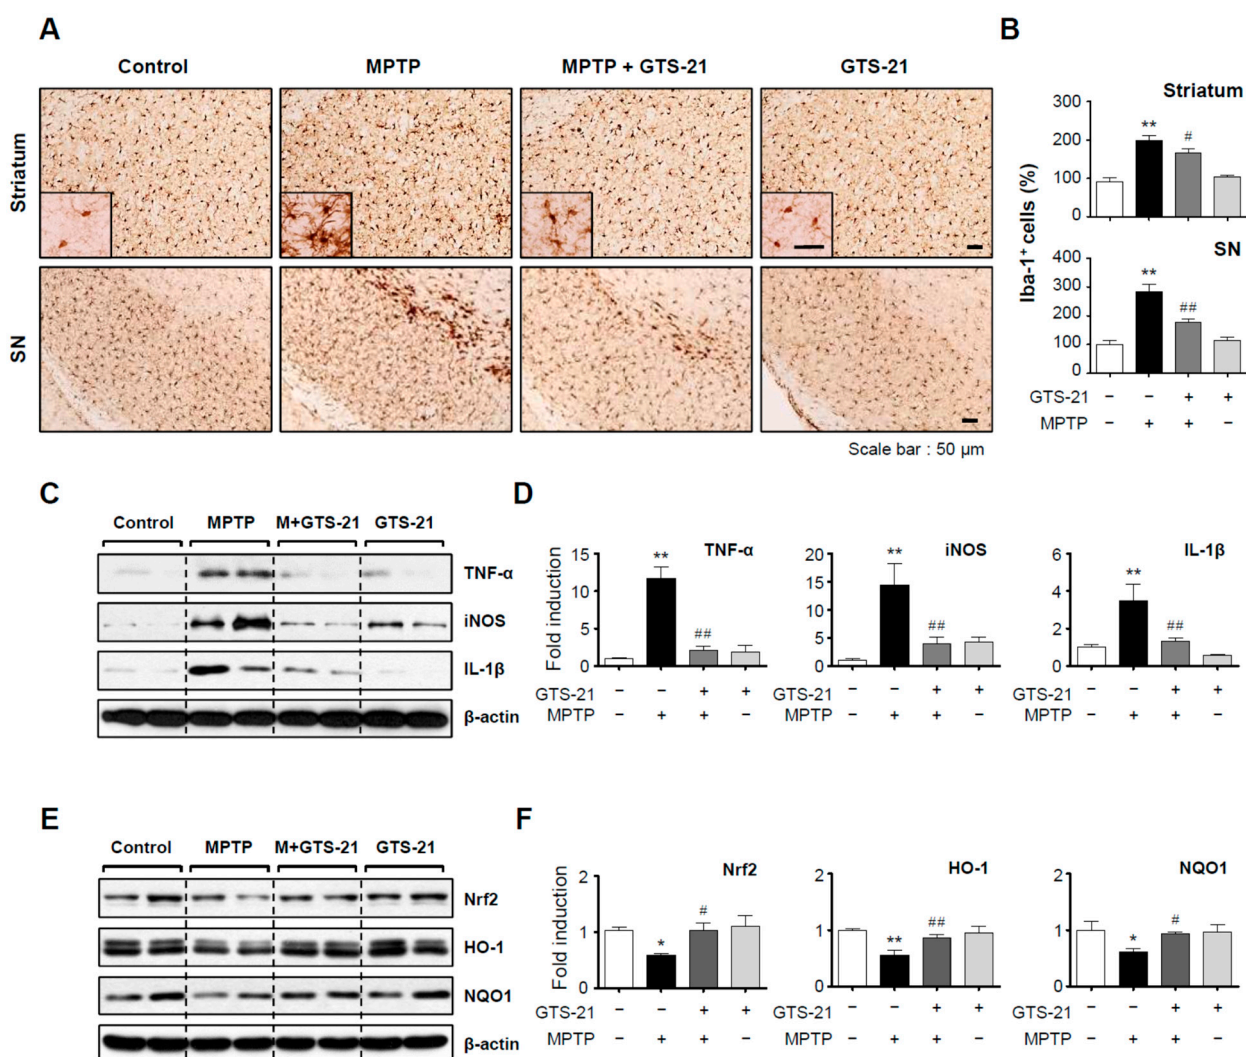 A
Control
MPTP
MPTP + GTS-21
GTS-21
Striatum
SN
Scale bar : 50 μm
B
Iba-1⁺ cells (%)
Striatum
300
200
100
0
**
#
SN
400
300
200
100
0
**
##
GTS-21 − − + +
MPTP − + + −
C
Control MPTP M+GTS-21 GTS-21
TNF-α
iNOS
IL-1β
β-actin
D
Fold induction
TNF-α
15
10
5
0
**
##
GTS-21 − − + +
MPTP − + + −
iNOS
20
15
10
5
0
**
##
GTS-21 − − + +
MPTP − + + −
IL-1β
6
4
2
0
**
##
GTS-21 − − + +
MPTP − + + −
E
Control MPTP M+GTS-21 GTS-21
Nrf2
HO-1
NQO1
β-actin
F
Fold induction
Nrf2
2
1
0
*
#
GTS-21 − − + +
MPTP − + + −
HO-1
2
1
0
**
##
GTS-21 − − + +
MPTP − + + −
NQO1
2
1
0
*
#
GTS-21 − − + +
MPTP − + + −